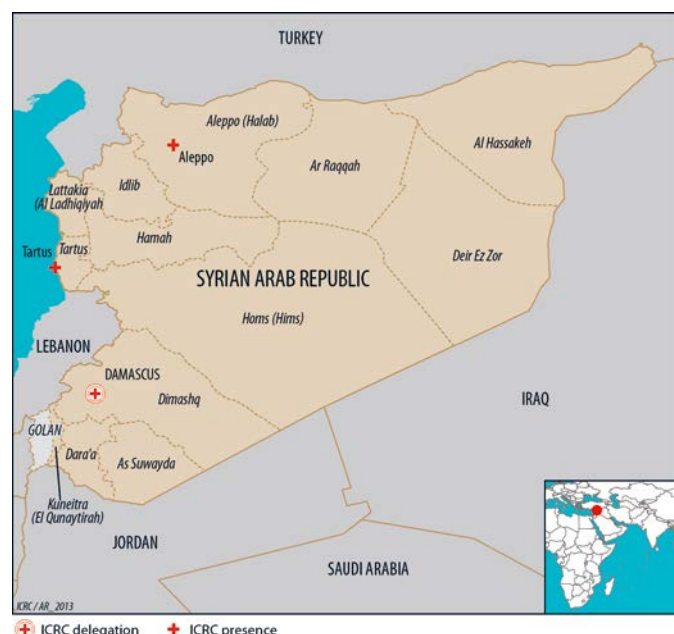 TURKEY
Aleppo (Halab)
Aleppo
Al Hassakeh
Ar Raqqah
Idlib
Lattakia
(Al Ladhiqiyah
Hamah
Tartus
Tartus
Deir Ez Zor
SYRIAN ARAB REPUBLIC
Homs (Hims)
LEBANON
DAMASCUS
Dimashq
IRAQ
GOLAN
Dara'a
As Suwayda
Kuneitra
(El Qunaytirah)
JORDAN
SAUDI ARABIA
ICRC / AR_ 2013
ICRC delegation
ICRC presence